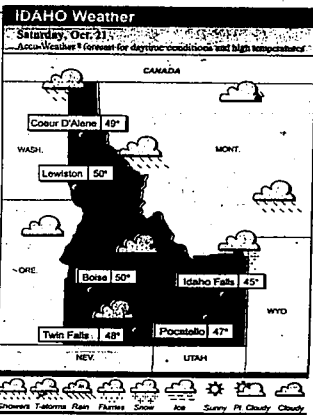 IDAHO Weather
Saturday, Oct. 21
Accu-Weather® forecast for daytime conditions and high temperatures
CANADA
Coeur D'Alene 49°
WASH.
MONT.
Lewiston 50°
ORE.
Boise 50°
Idaho Falls 45°
WYO
Twin Falls 48°
Pocatello 47°
NEV.
UTAH
Showers T-storms Rain Flurries Snow Ice Sunny Pt. Cloudy Cloudy